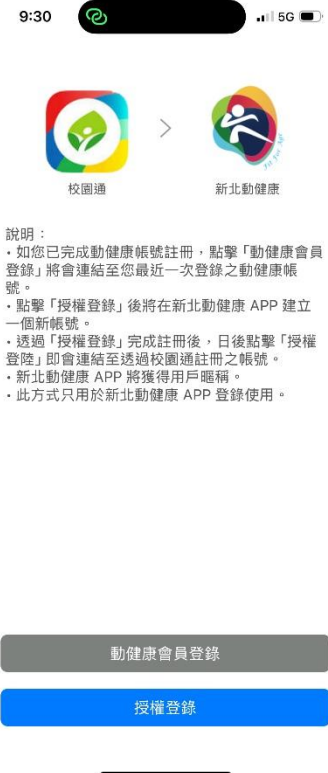 9:30
5G
校園通
新北動健康
說明：
・如您已完成動健康帳號註冊，點擊「動健康會員
登錄」將會連結至您最近一次登錄之動健康帳
號。
・點擊「授權登錄」後將在新北動健康 APP 建立
一個新帳號。
・透過「授權登錄」完成註冊後，日後點擊「授權
登陸」即會連結至透過校園通註冊之帳號。
・新北動健康 APP 將獲得用戶暱稱。
・此方式只用於新北動健康 APP 登錄使用。
動健康會員登錄
授權登錄